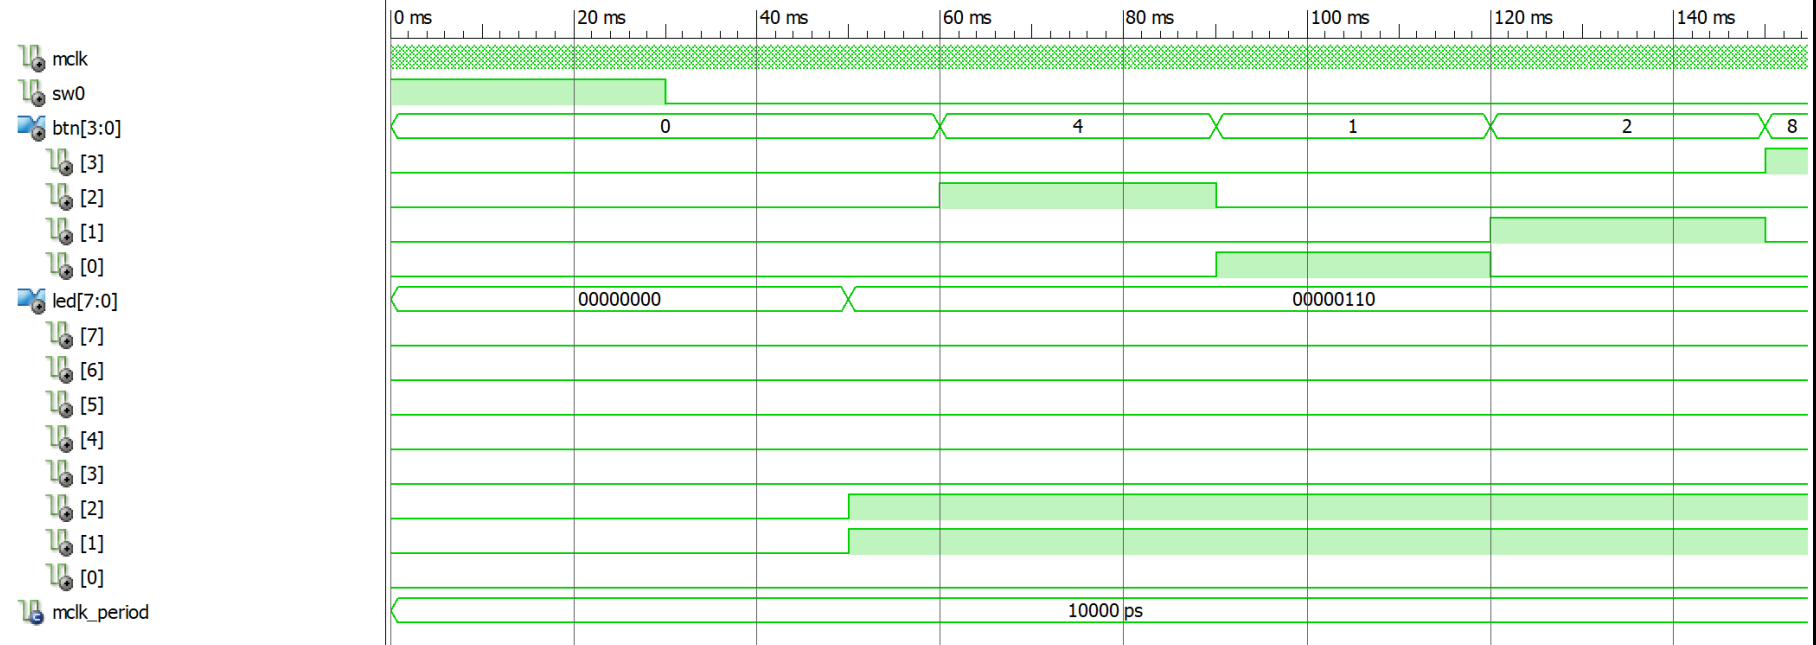 0 ms 20 ms 40 ms 60 ms 80 ms 100 ms 120 ms 140 ms
mclk
sw0
btn[3:0] 0 4 1 2 8
[3]
[2]
[1]
[0]
led[7:0] 00000000 00000110
[7]
[6]
[5]
[4]
[3]
[2]
[1]
[0]
mclk_period 10000 ps